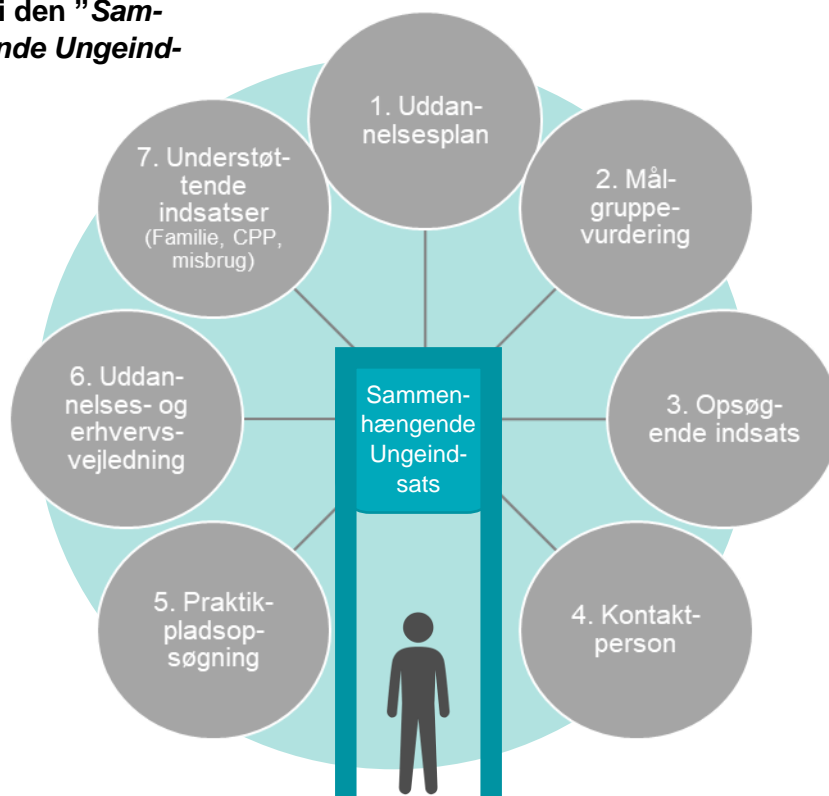 i den ”Sam-
nde Ungeind-
1. Uddan-
nelsesplan
2. Mål-
gruppe-
vurdering
3. Opsøg-
ende indsats
4. Kontakt-
person
5. Praktik-
pladsop-
søgning
6. Uddan-
nelses- og
erhvervs-
vejledning
7. Understøt-
tende
indsatser
(Familie, CPP,
misbrug)
Sammen-
hængende
Ungeind-
sats